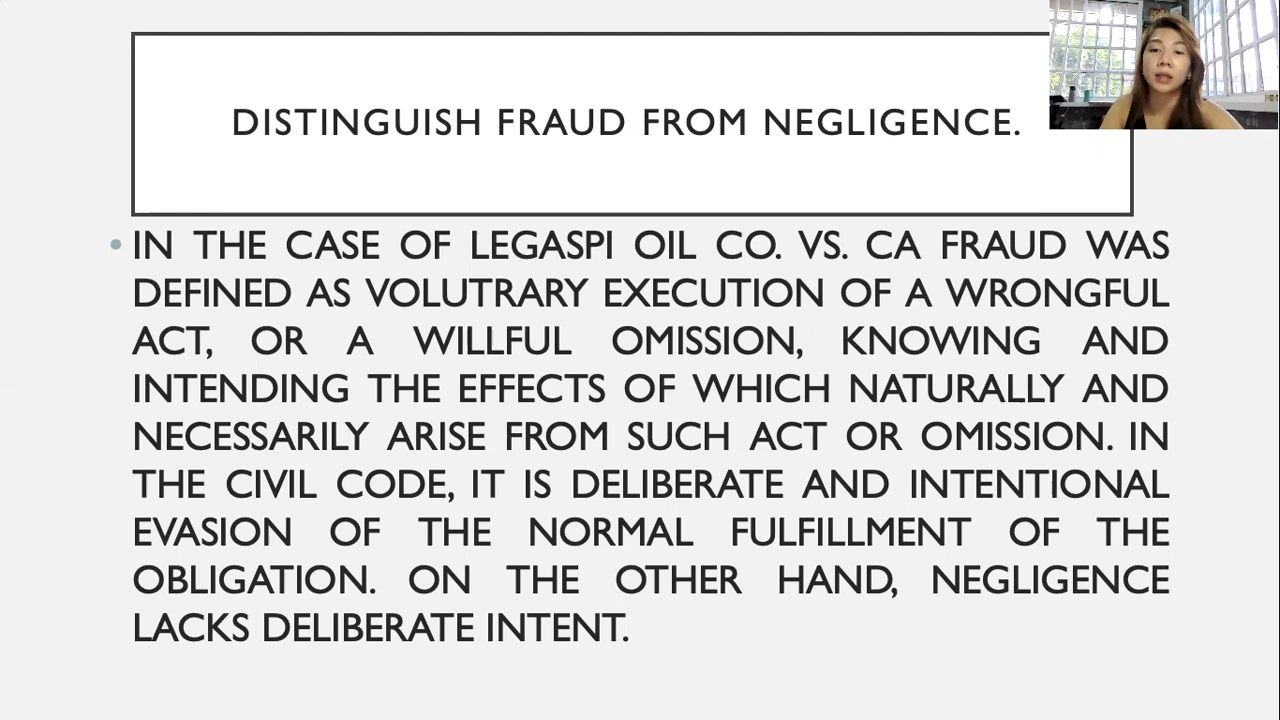 DISTINGUISH FRAUD FROM NEGLIGENCE.
• IN THE CASE OF LEGASPI OIL CO. VS. CA FRAUD WAS
DEFINED AS VOLUTRARY EXECUTION OF A WRONGFUL
ACT, OR A WILLFUL OMISSION, KNOWING AND
INTENDING THE EFFECTS OF WHICH NATURALLY AND
NECESSARILY ARISE FROM SUCH ACT OR OMISSION. IN
THE CIVIL CODE, IT IS DELIBERATE AND INTENTIONAL
EVASION OF THE NORMAL FULFILLMENT OF THE
OBLIGATION. ON THE OTHER HAND, NEGLIGENCE
LACKS DELIBERATE INTENT.